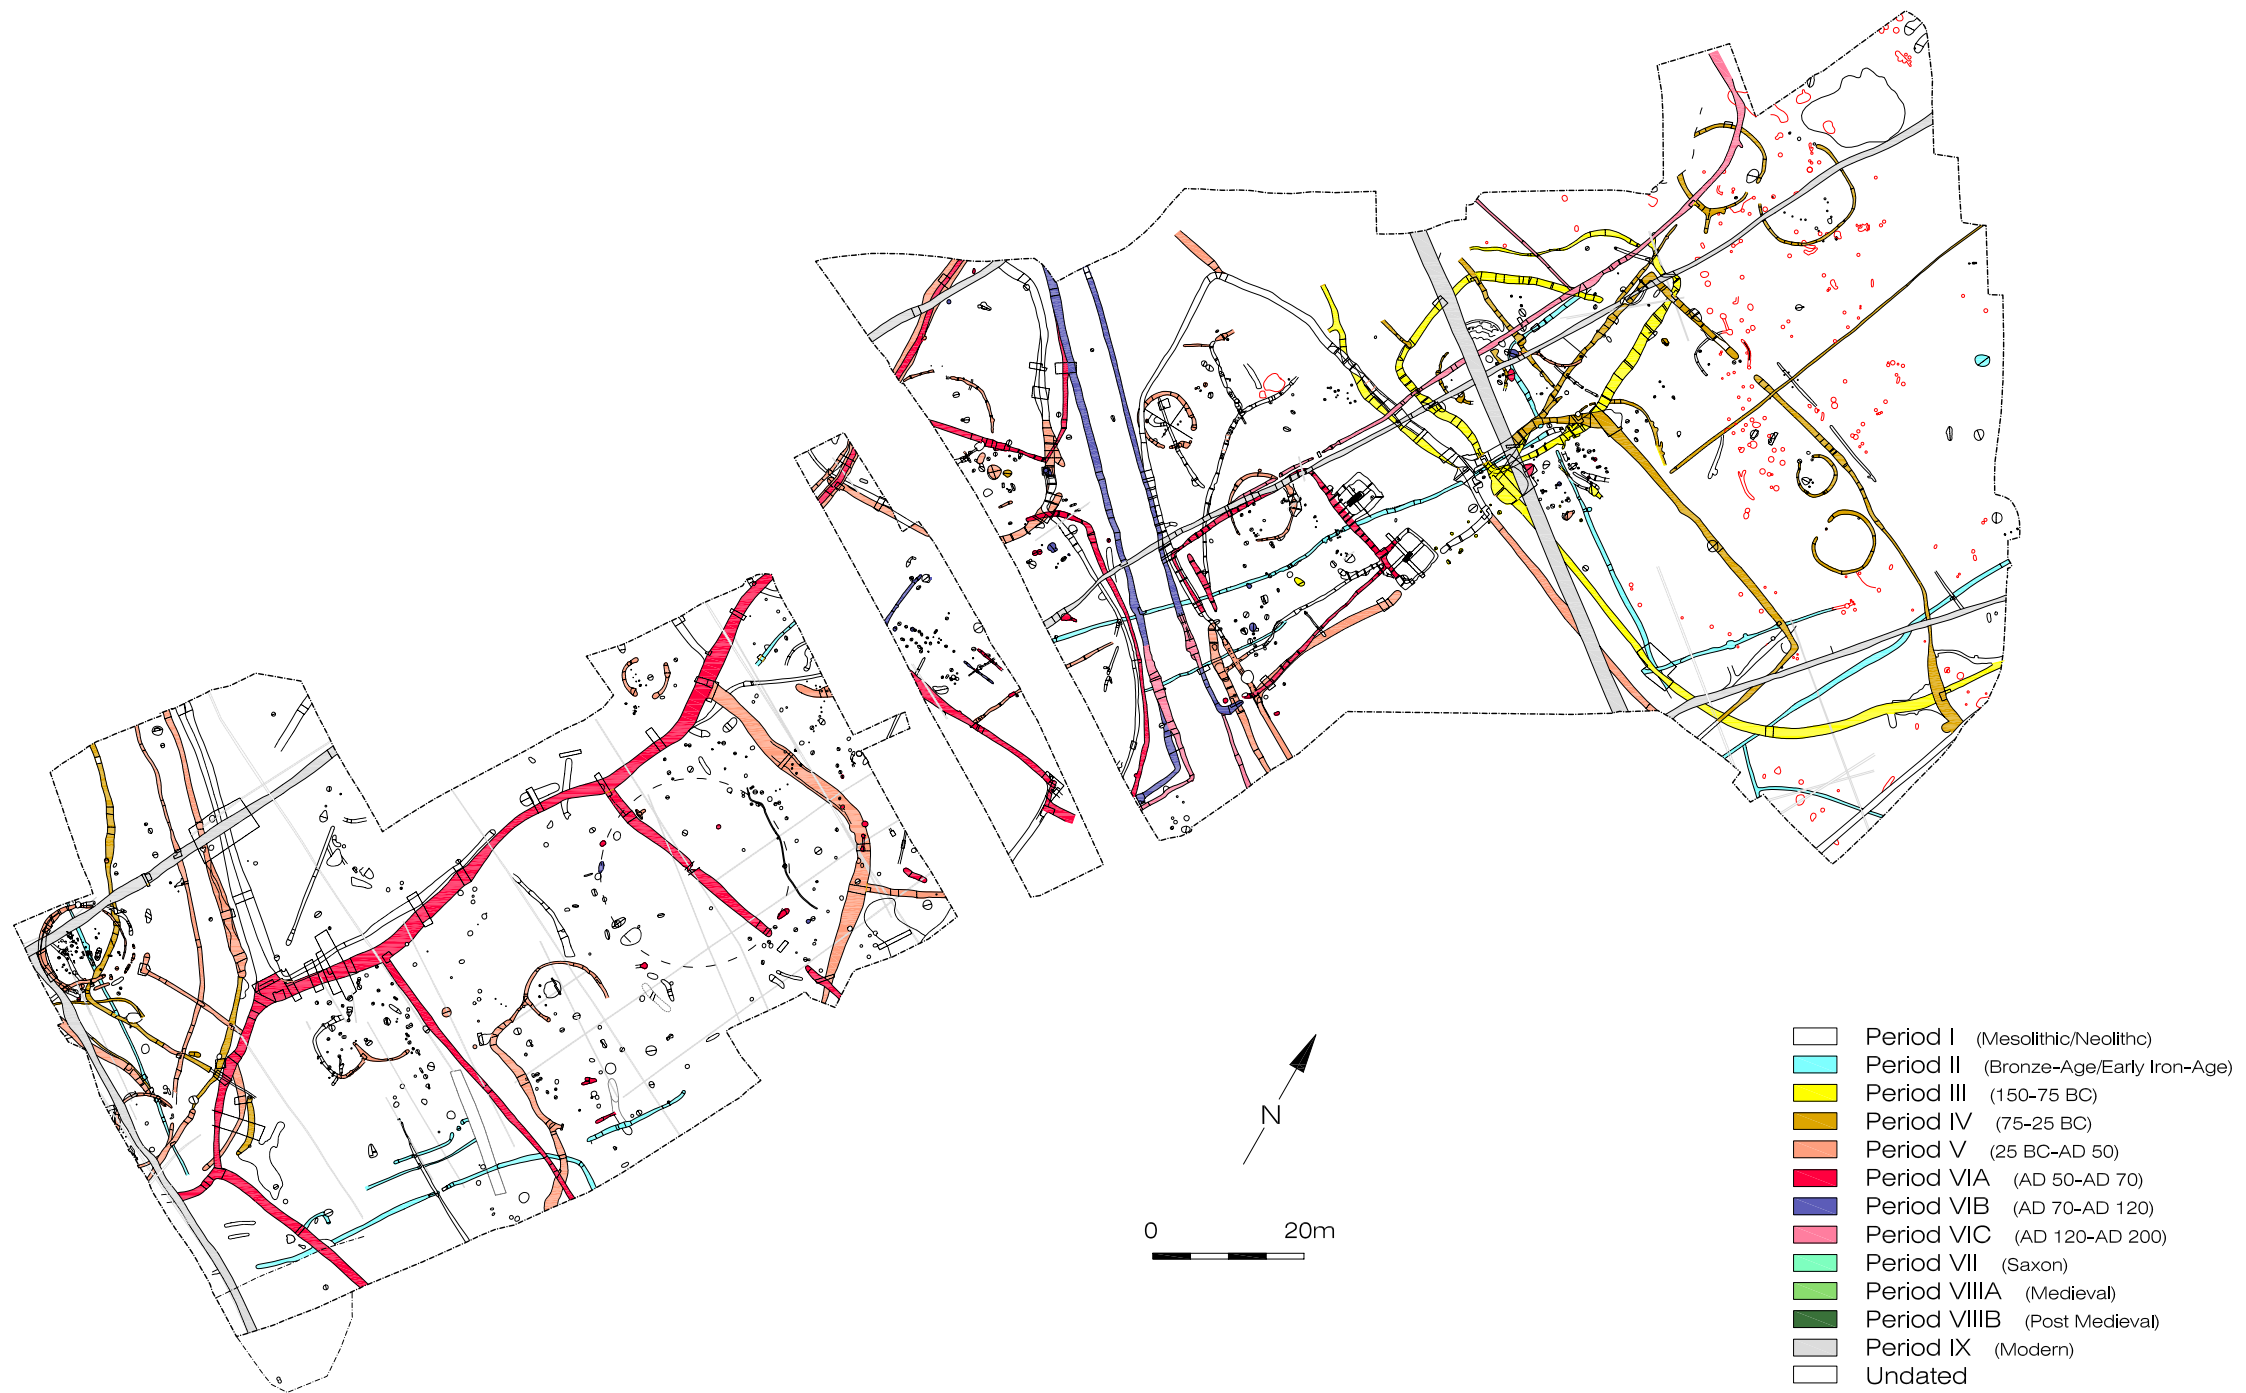 N
0 20m
Period I (Mesolithic/Neolithc)
Period II (Bronze-Age/Early Iron-Age)
Period III (150-75 BC)
Period IV (75-25 BC)
Period V (25 BC-AD 50)
Period VIA (AD 50-AD 70)
Period VIB (AD 70-AD 120)
Period VIC (AD 120-AD 200)
Period VII (Saxon)
Period VIIIA (Medieval)
Period VIIIB (Post Medieval)
Period IX (Modern)
Undated